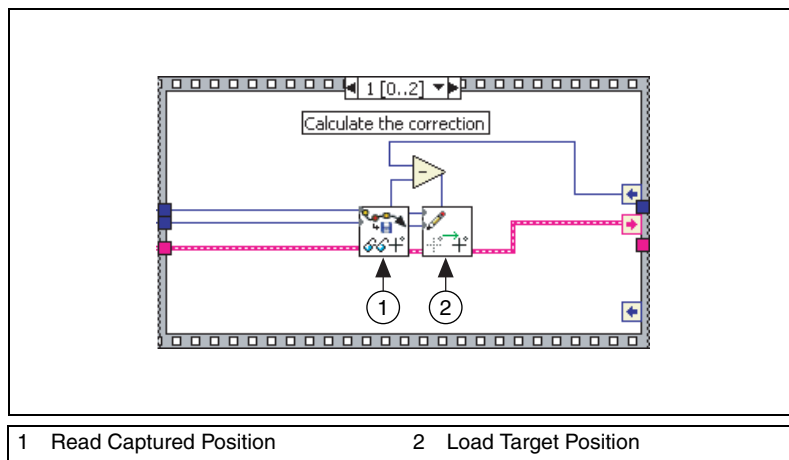 1 [0..2]
Calculate the correction
1 2
1 Read Captured Position 2 Load Target Position